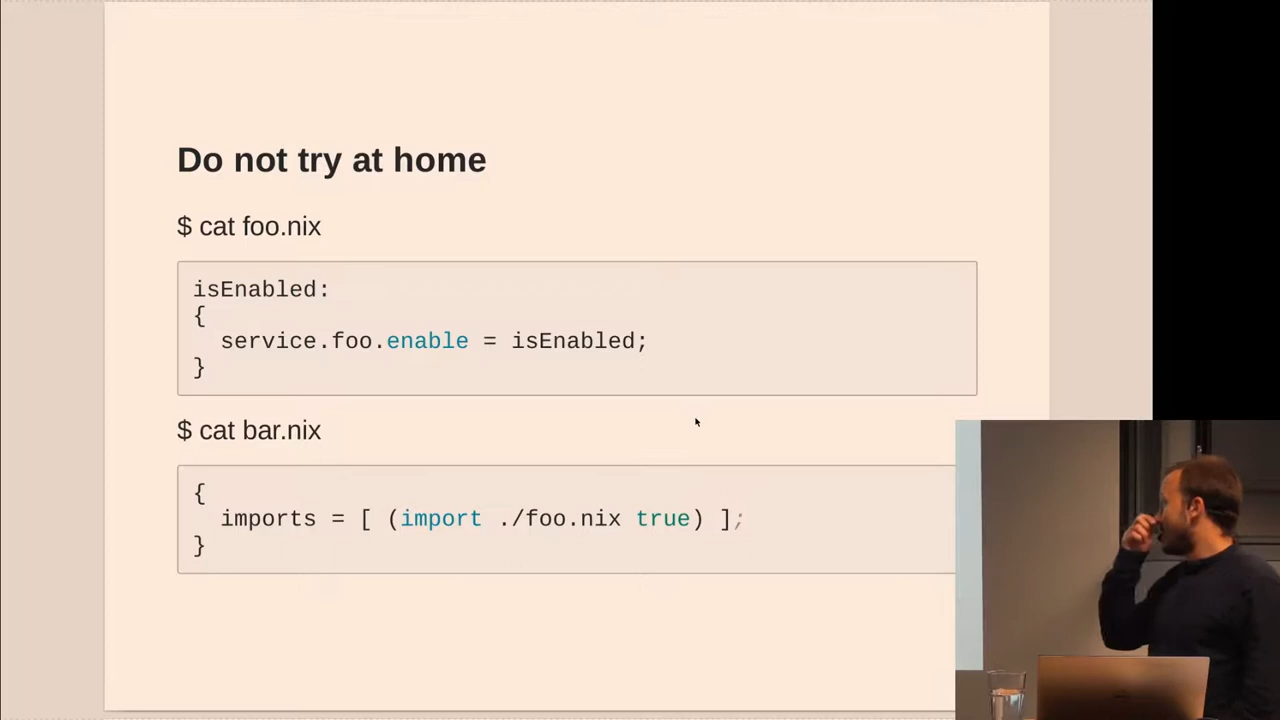 Do not try at home
$ cat foo.nix
isEnabled:
{
  service.foo.enable = isEnabled;
}
$ cat bar.nix
{
  imports = [ (import ./foo.nix true) ];
}